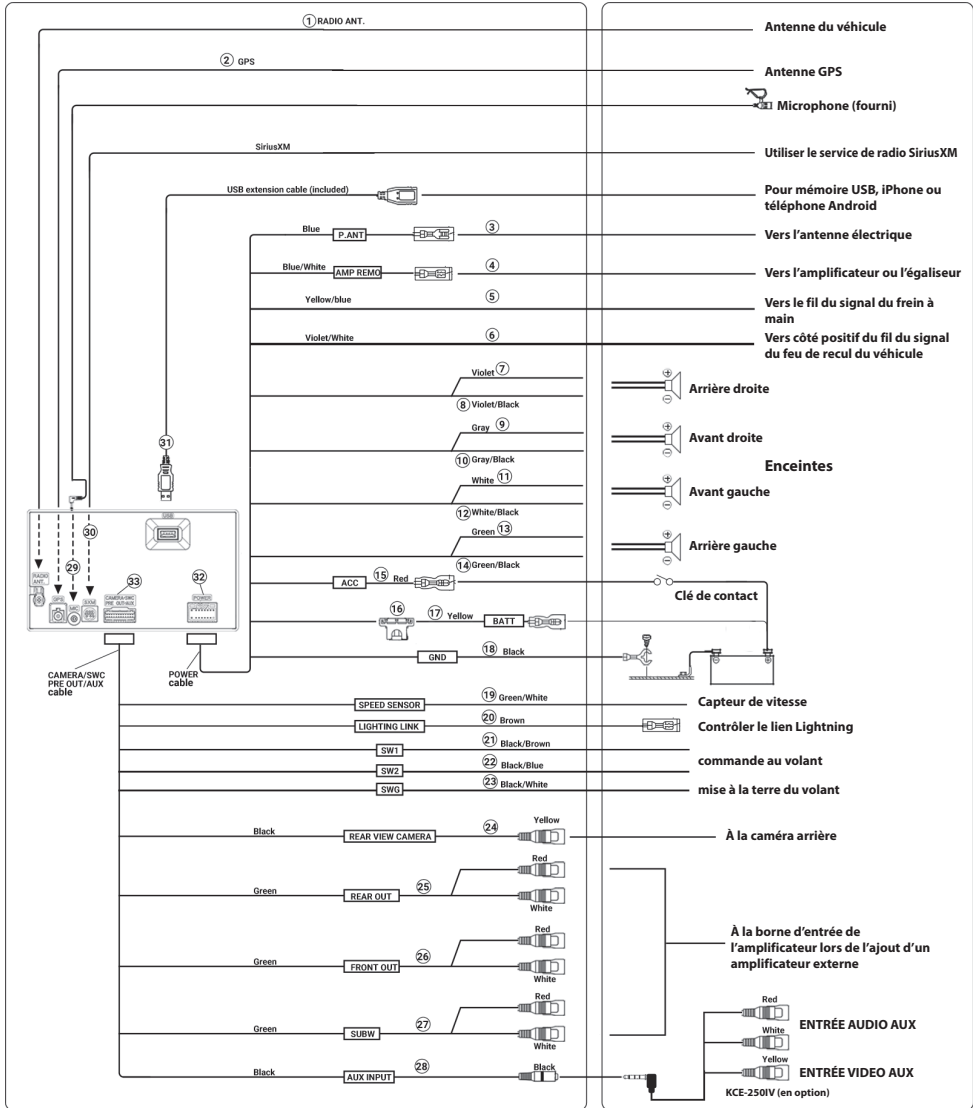 ① RADIO ANT.
Antenne du véhicule
② GPS
Antenne GPS
Microphone (fourni)
SiriusXM
Utiliser le service de radio SiriusXM
USB extension cable (included)
Pour mémoire USB, iPhone ou
téléphone Android
Blue P.ANT ③
Vers l'antenne électrique
Blue/White AMP REMO ④
Vers l'amplificateur ou l'égaliseur
Yellow/blue ⑤
Vers le fil du signal du frein à
main
Violet/White ⑥
Vers côté positif du fil du signal
du feu de recul du véhicule
Violet ⑦
⑧ Violet/Black
Arrière droite
Gray ⑨
⑩ Gray/Black
Avant droite
Enceintes
White ⑪
⑫ White/Black
Avant gauche
Green ⑬
⑭ Green/Black
Arrière gauche
㉛
USB
㉚
㉙
RADIO
ANT.
GPS
MIC
SXM
㉝
CAMERA/SWC
PRE OUT/AUX
㉜
POWER
ACC ⑮ Red
Clé de contact
⑯ ⑰ Yellow BATT
GND ⑱ Black
CAMERA/SWC
PRE OUT/AUX
cable
POWER
cable
SPEED SENSOR ⑲ Green/White
Capteur de vitesse
LIGHTING LINK ⑳ Brown
Contrôler le lien Lightning
SW1 ㉑ Black/Brown
commande au volant
SW2 ㉒ Black/Blue
SWG ㉓ Black/White
mise à la terre du volant
Black REAR VIEW CAMERA ㉔ Yellow
À la caméra arrière
Green REAR OUT ㉕ Red
White
Green FRONT OUT ㉖ Red
White
À la borne d'entrée de
l'amplificateur lors de l'ajout d'un
amplificateur externe
Green SUBW ㉗ Red
White
Black AUX INPUT ㉘ Black
Red
ENTRÉE AUDIO AUX
White
Yellow
ENTRÉE VIDEO AUX
KCE-250IV (en option)